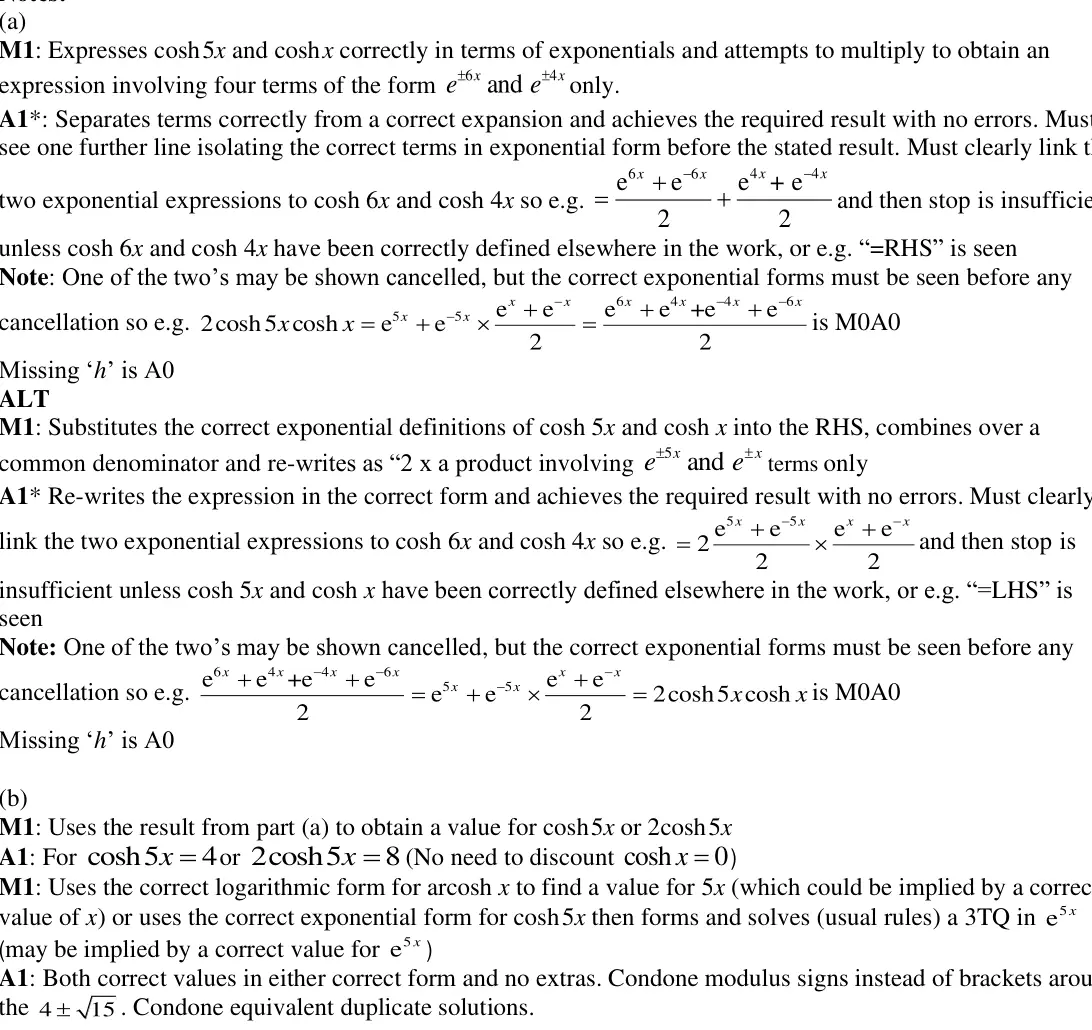 (a)
M1: Expresses cosh5x and coshx correctly in terms of exponentials and attempts to multiply to obtain an
expression involving four terms of the form e^{±6x} and e^{±4x} only.
A1*: Separates terms correctly from a correct expansion and achieves the required result with no errors. Must
see one further line isolating the correct terms in exponential form before the stated result. Must clearly link
two exponential expressions to cosh 6x and cosh 4x so e.g. = \frac{e^{6x} + e^{-6x}}{2} + \frac{e^{4x} + e^{-4x}}{2} and then stop is
unless cosh 6x and cosh 4x have been correctly defined elsewhere in the work, or e.g. “=RHS” is seen
Note: One of the two’s may be shown cancelled, but the correct exponential forms must be seen before any
cancellation so e.g. 2cosh5xcosh x = e^{5x} + e^{-5x} × \frac{e^{x} + e^{-x}}{2} = \frac{e^{6x} + e^{4x} +e^{-4x} + e^{-6x}}{2} is M0A0
Missing ‘h’ is A0
ALT
M1: Substitutes the correct exponential definitions of cosh 5x and cosh x into the RHS, combines over a
common denominator and re-writes as “2 x a product involving e^{±5x} and e^{±x} terms only
A1* Re-writes the expression in the correct form and achieves the required result with no errors. Must clearly
link the two exponential expressions to cosh 6x and cosh 4x so e.g. = 2\frac{e^{5x} + e^{-5x}}{2} × \frac{e^{x} + e^{-x}}{2} and then stop is
insufficient unless cosh 5x and cosh x have been correctly defined elsewhere in the work, or e.g. “=LHS” is
seen
Note: One of the two’s may be shown cancelled, but the correct exponential forms must be seen before any
cancellation so e.g. \frac{e^{6x} + e^{4x} +e^{-4x} + e^{-6x}}{2} = e^{5x} + e^{-5x} × \frac{e^{x} + e^{-x}}{2} = 2cosh5xcosh x is M0A0
Missing ‘h’ is A0
(b)
M1: Uses the result from part (a) to obtain a value for cosh5x or 2cosh5x
A1: For cosh5x = 4or 2cosh5x = 8 (No need to discount cosh x = 0)
M1: Uses the correct logarithmic form for arcosh x to find a value for 5x (which could be implied by a correc
value of x) or uses the correct exponential form for cosh5x then forms and solves (usual rules) a 3TQ in e^{5x}
(may be implied by a correct value for e^{5x})
A1: Both correct values in either correct form and no extras. Condone modulus signs instead of brackets arou
the 4 ± √15 . Condone equivalent duplicate solutions.